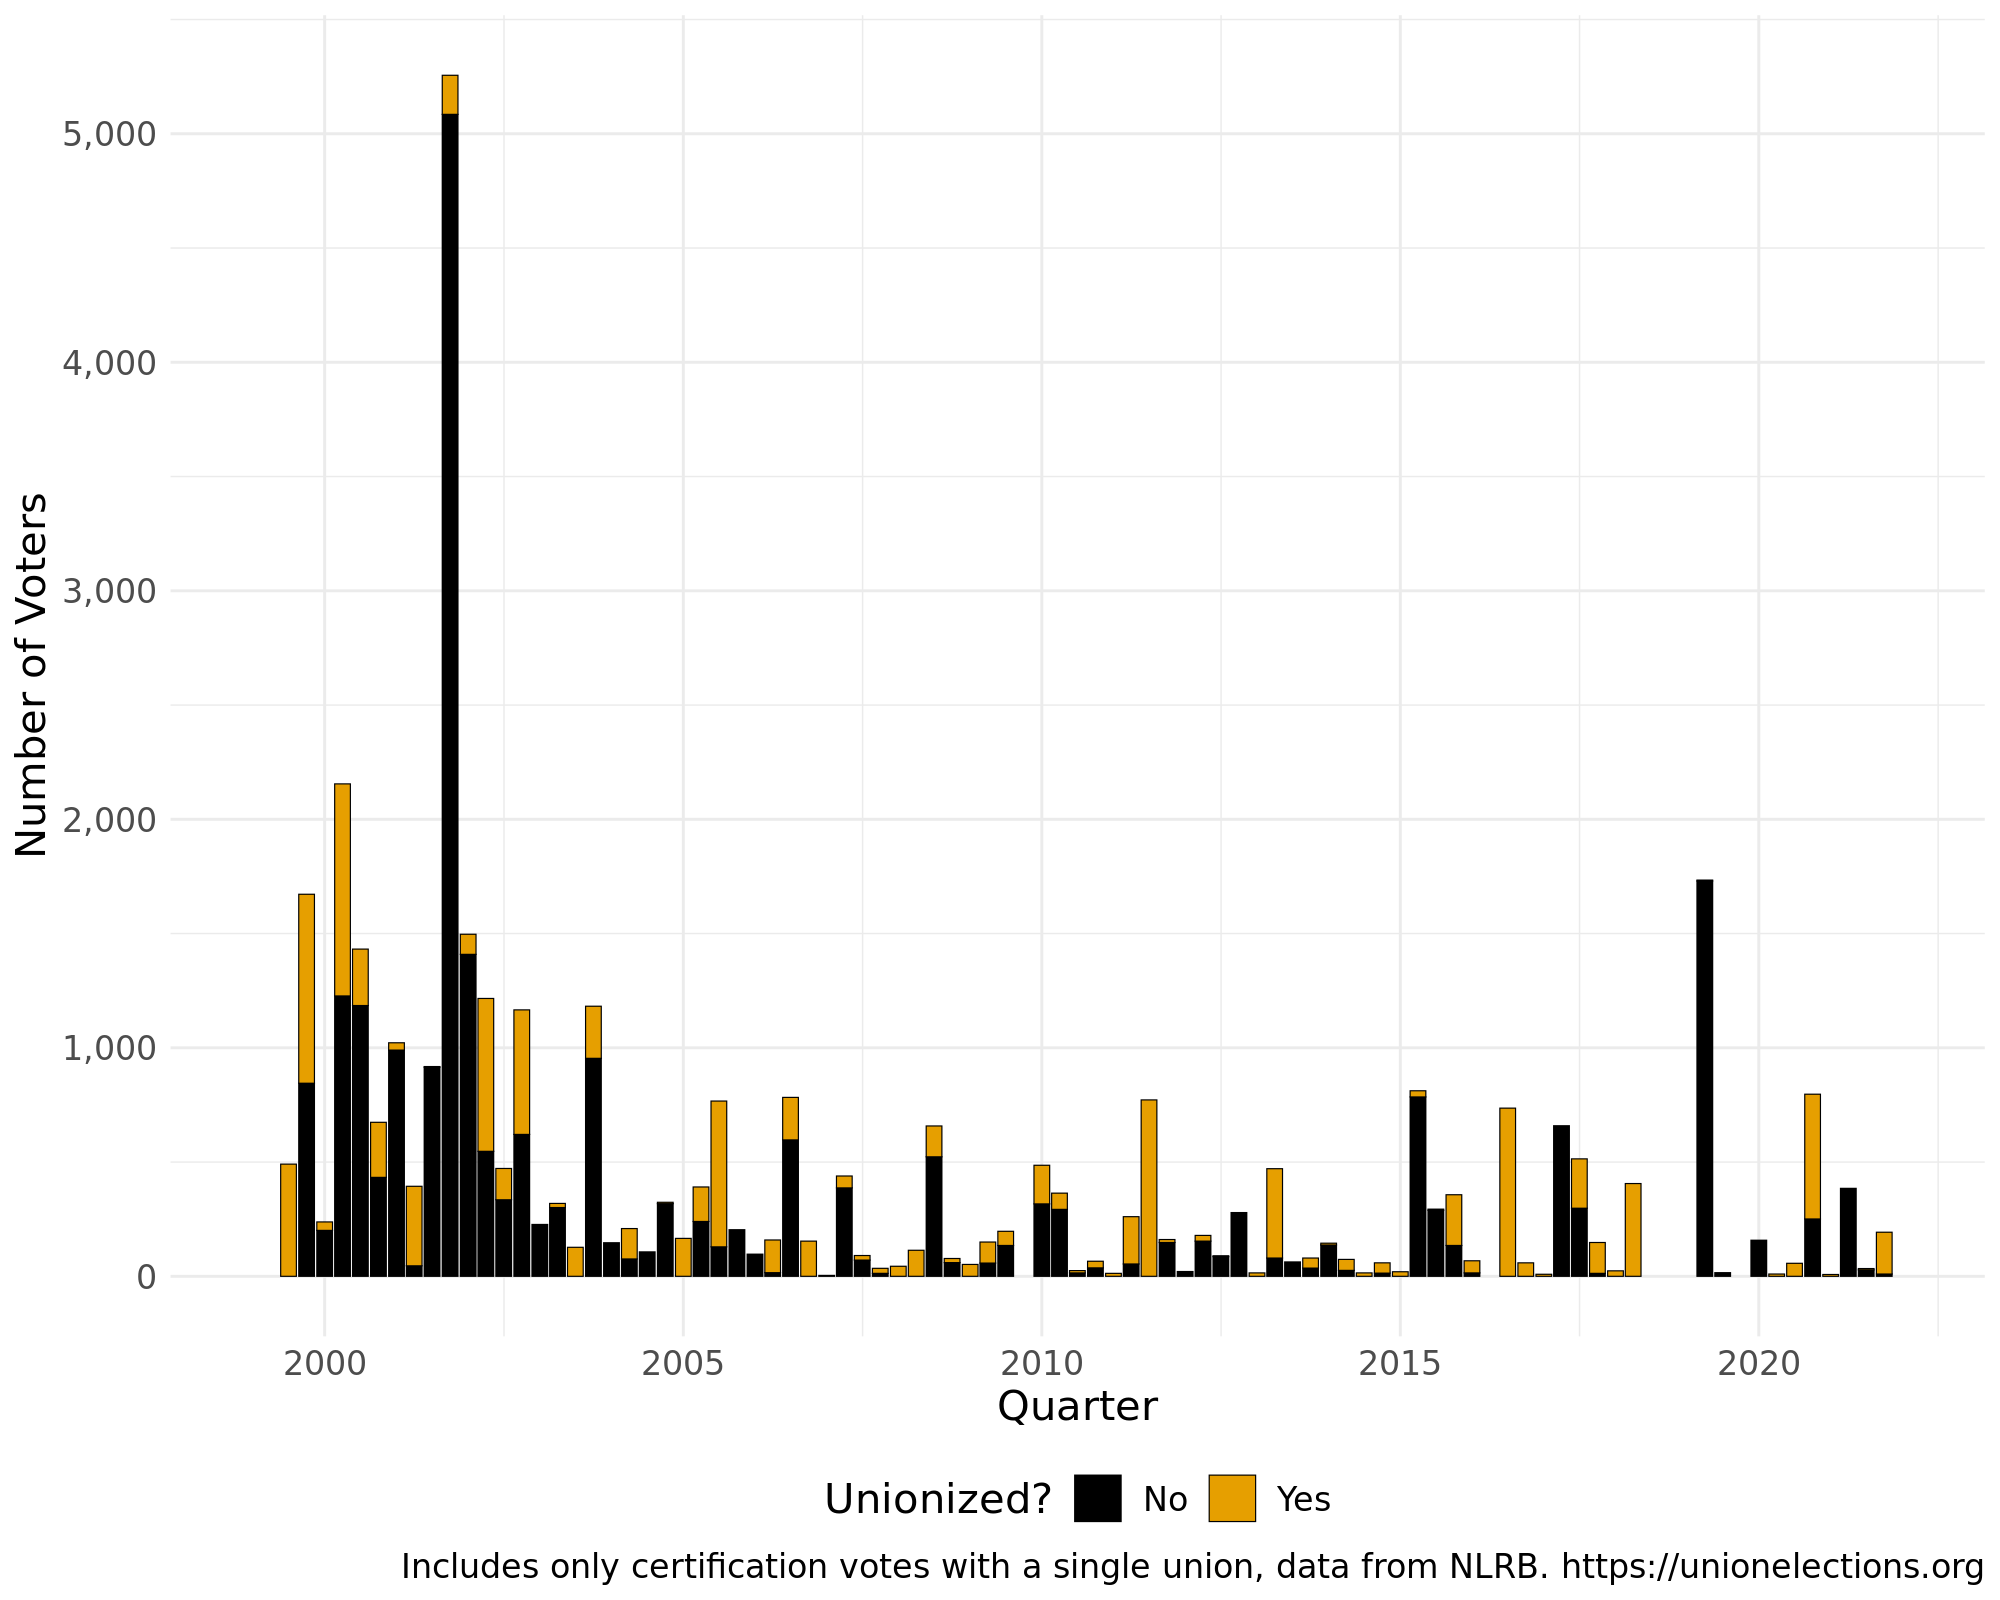 5,000
4,000
3,000
2,000
1,000
0
Number of Voters
2000 2005 2010 2015 2020
Quarter
Unionized? No Yes
Includes only certification votes with a single union, data from NLRB. https://unionelections.org